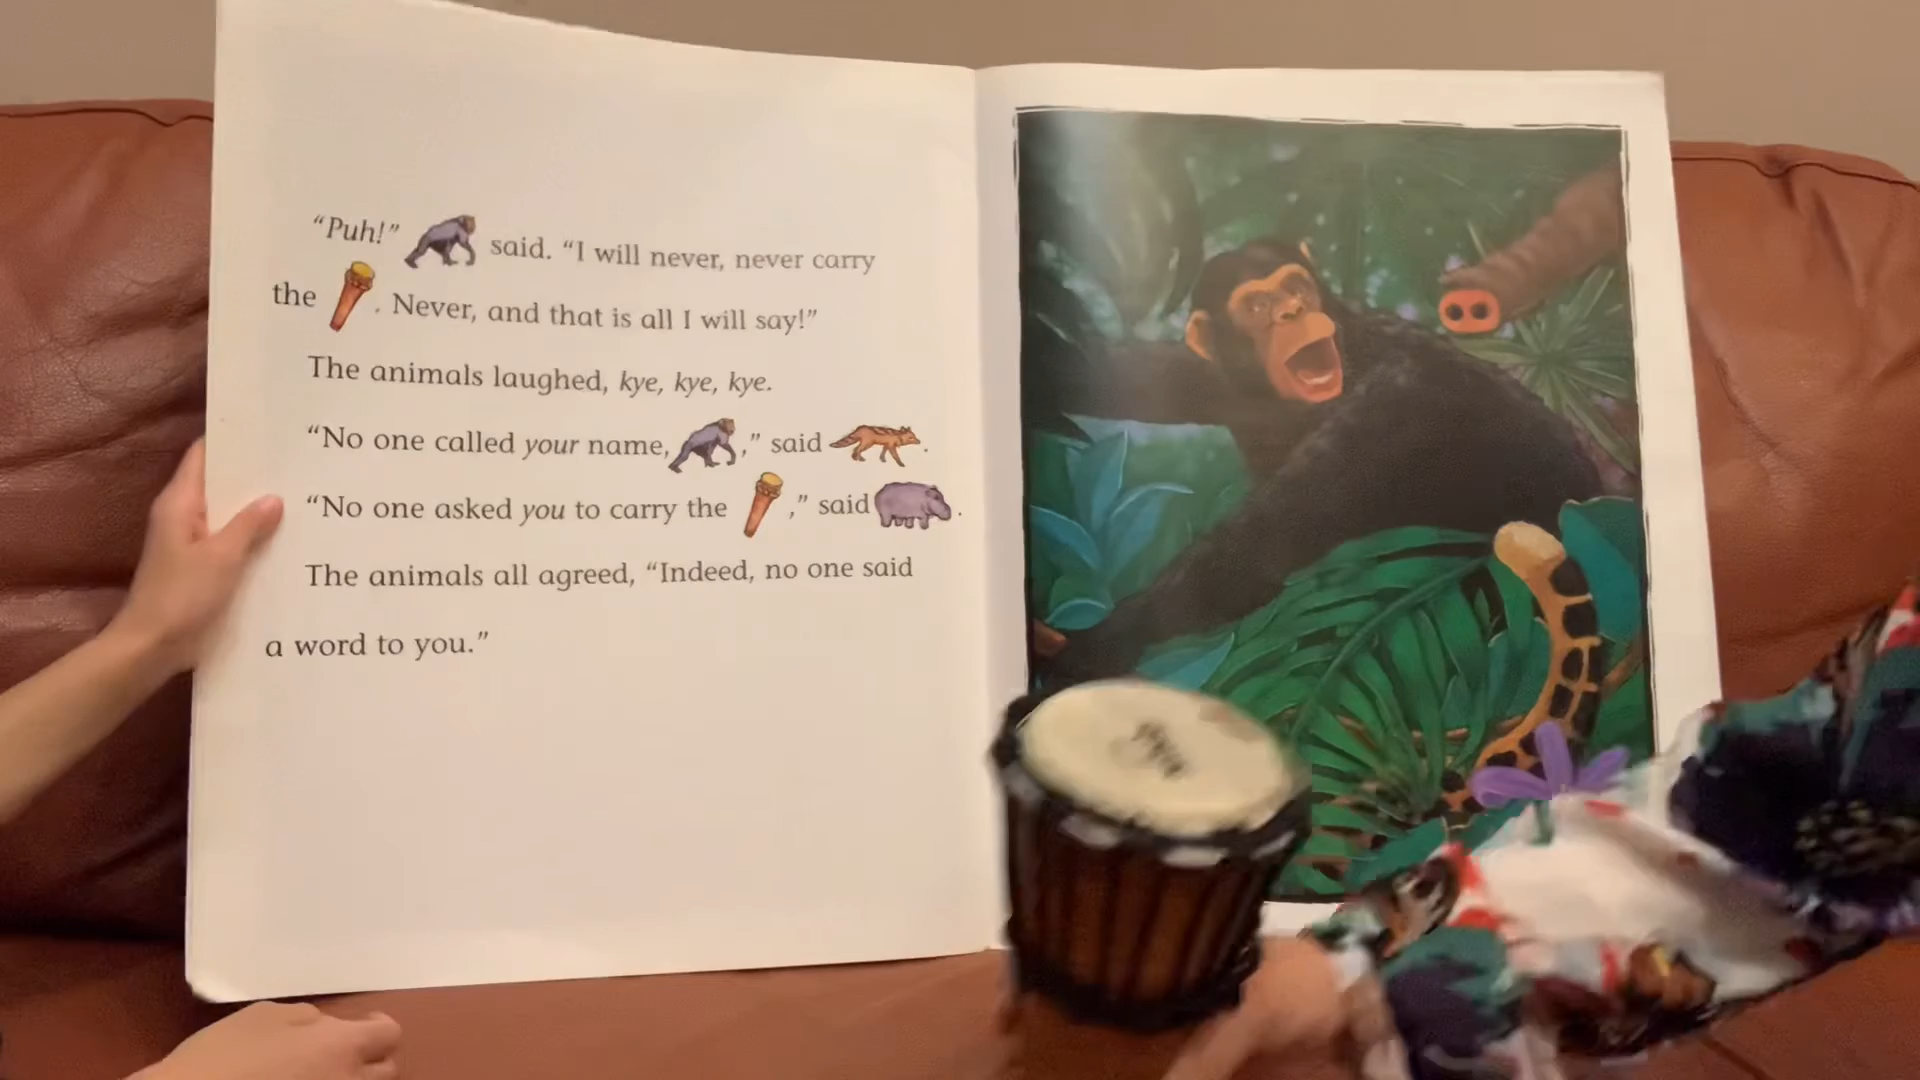 “Puh!” said. “I will never, never carry
the . Never, and that is all I will say!”
The animals laughed, kye, kye, kye.
“No one called your name, ,” said .
“No one asked you to carry the ,” said .
The animals all agreed, “Indeed, no one said
a word to you.”